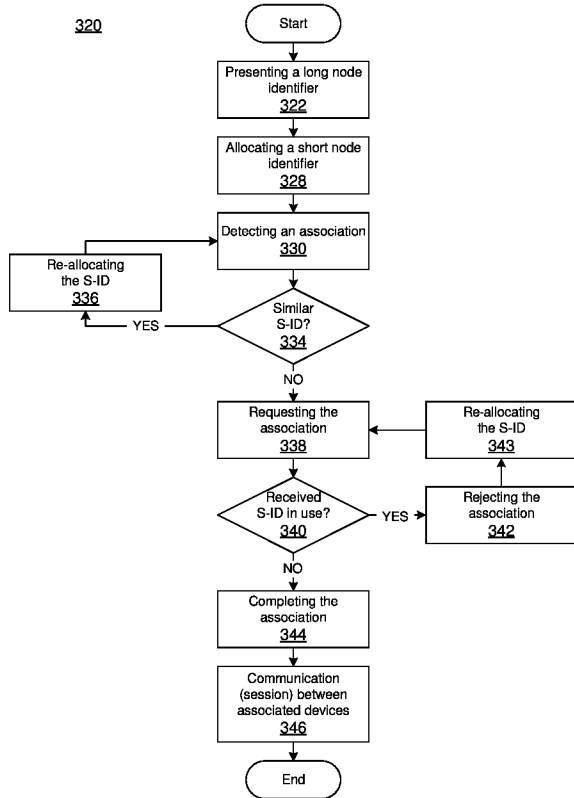 320
Start
Presenting a long node
identifier
322
Allocating a short node
identifier
328
Detecting an association
330
Re-allocating
the S-ID
336
YES
Similar
S-ID?
334
NO
Requesting the
association
338
Re-allocating
the S-ID
343
Received
S-ID in use?
340
YES
Rejecting the
association
342
NO
Completing the
association
344
Communication
(session) between
associated devices
346
End